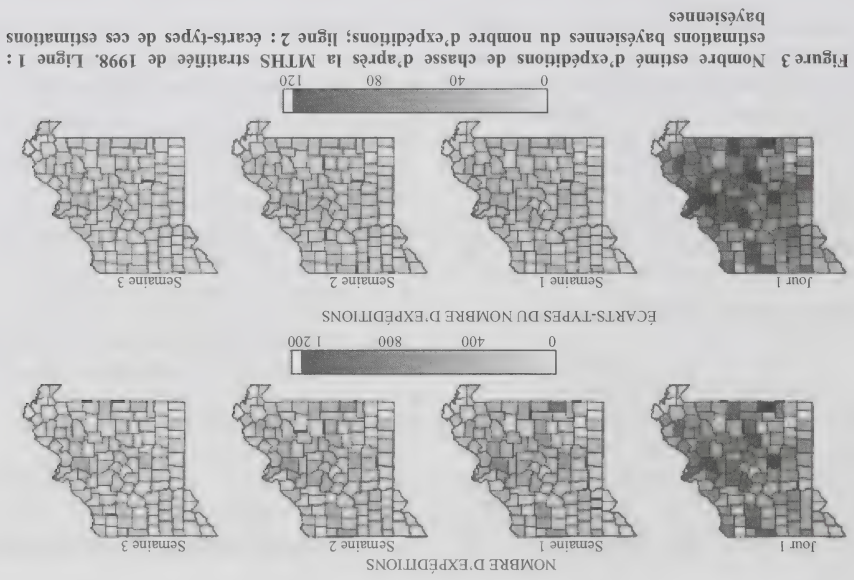 NOMBRE D'EXPÉDITIONS
Jour 1 Semaine 1 Semaine 2 Semaine 3
0 400 800 1 200
ÉCARTS-TYPES DU NOMBRE D'EXPÉDITIONS
Jour 1 Semaine 1 Semaine 2 Semaine 3
0 40 80 120
Figure 3 Nombre estimé d'expéditions de chasse d'après la MTHS stratifiée de 1998. Ligne 1 :
estimations bayésiennes du nombre d'expéditions; ligne 2 : écarts-types de ces estimations
bayésiennes